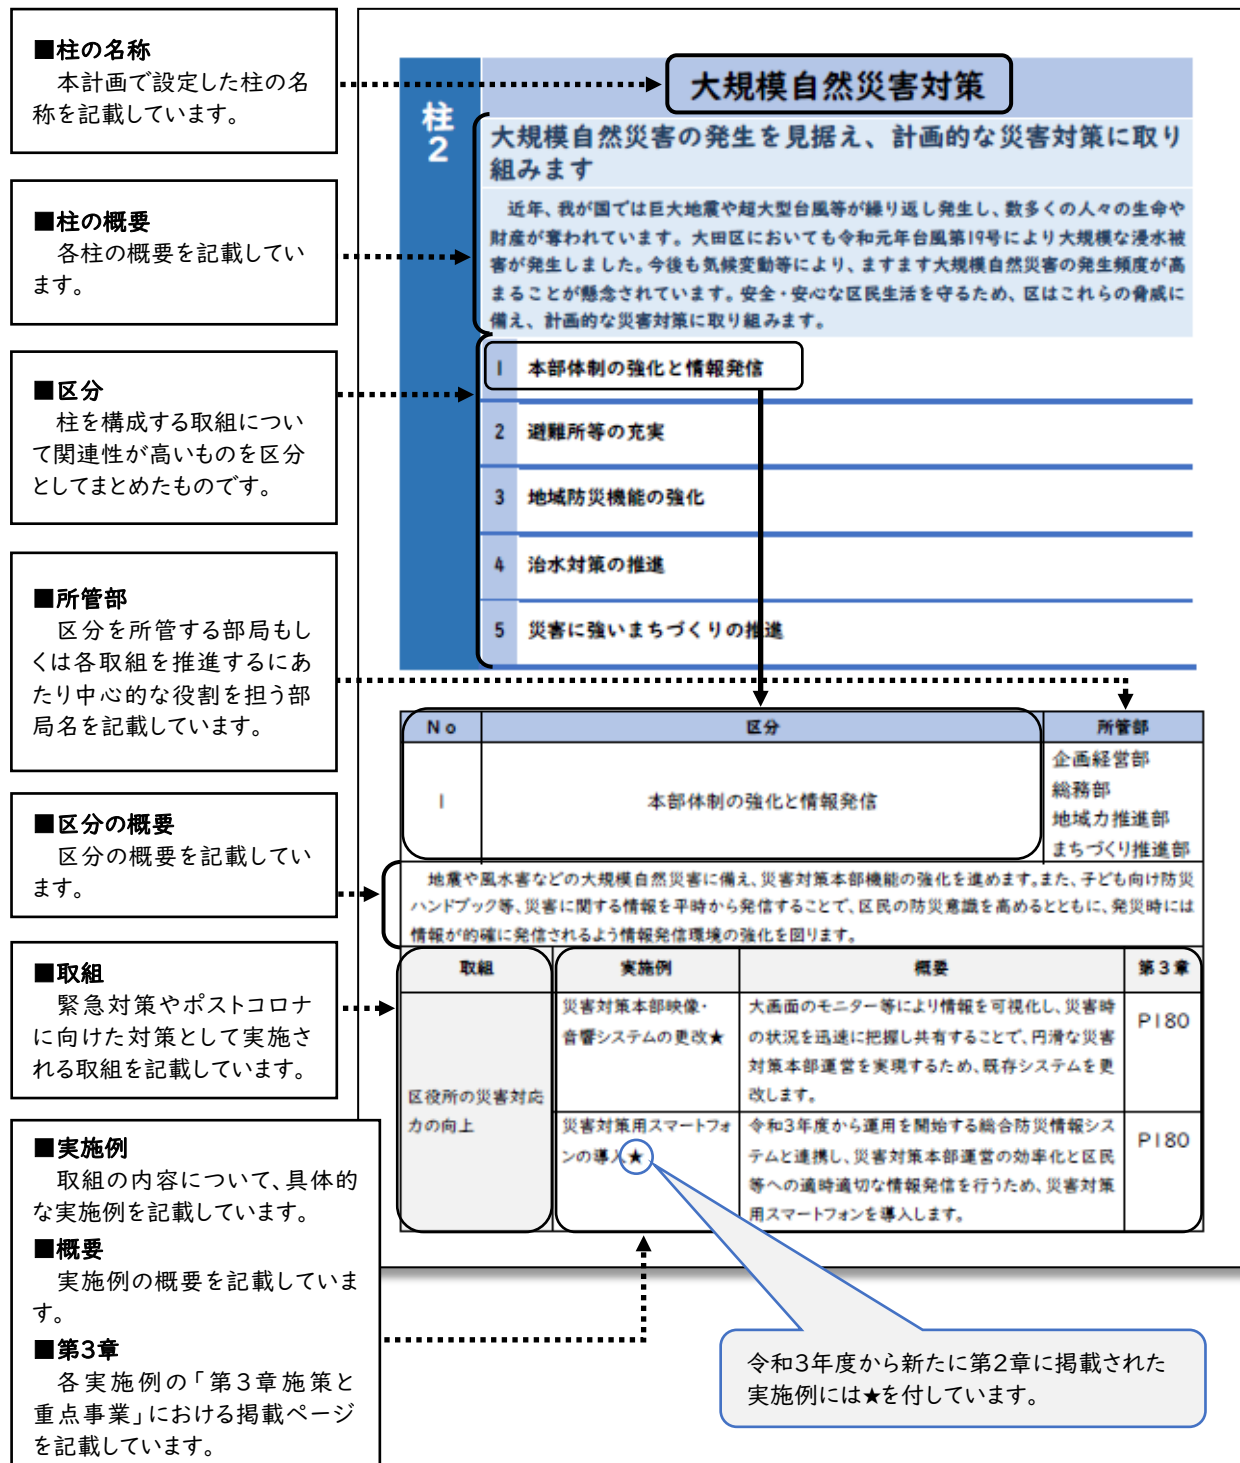 ■柱の名称
本計画で設定した柱の名
称を記載しています。
■柱の概要
各柱の概要を記載してい
ます。
■区分
柱を構成する取組につい
て関連性が高いものを区分
としてまとめたものです。
■所管部
区分を所管する部局もし
くは各取組を推進するにあ
たり中心的な役割を担う部
局名を記載しています。
■区分の概要
区分の概要を記載してい
ます。
■取組
緊急対策やポストコロナ
に向けた対策として実施さ
れる取組を記載しています。
■実施例
取組の内容について、具体的
な実施例を記載しています。
■概要
実施例の概要を記載していま
す。
■第3章
各実施例の「第3章施策と
重点事業」における掲載ページ
を記載しています。
柱2
大規模自然災害対策
大規模自然災害の発生を見据え、計画的な災害対策に取り
組みます
近年、我が国では巨大地震や超大型台風等が繰り返し発生し、数多くの人々の生命や
財産が奪われています。大田区においても令和元年台風第19号により大規模な浸水被
害が発生しました。今後も気候変動等により、ますます大規模自然災害の発生頻度が高
まることが懸念されています。安全・安心な区民生活を守るため、区はこれらの脅威に
備え、計画的な災害対策に取り組みます。
1 本部体制の強化と情報発信
2 避難所等の充実
3 地域防災機能の強化
4 治水対策の推進
5 災害に強いまちづくりの推進
No 区分 所管部
1 本部体制の強化と情報発信
企画経営部
総務部
地域力推進部
まちづくり推進部
地震や風水害などの大規模自然災害に備え、災害対策本部機能の強化を進めます。また、子ども向け防災
ハンドブック等、災害に関する情報を平時から発信することで、区民の防災意識を高めるとともに、発災時には
情報が的確に発信されるよう情報発信環境の強化を図ります。
取組 実施例 概要 第3章
区役所の災害対応
力の向上
災害対策本部映像・
音響システムの更改★
大画面のモニター等により情報を可視化し、災害時
の状況を迅速に把握し共有することで、円滑な災害
対策本部運営を実現するため、既存システムを更
改します。
P180
災害対策用スマートフォ
ンの導入★
令和3年度から運用を開始する総合防災情報シス
テムと連携し、災害対策本部運営の効率化と区民
等への適時適切な情報発信を行うため、災害対策
用スマートフォンを導入します。
P180
令和3年度から新たに第2章に掲載された
実施例には★を付しています。